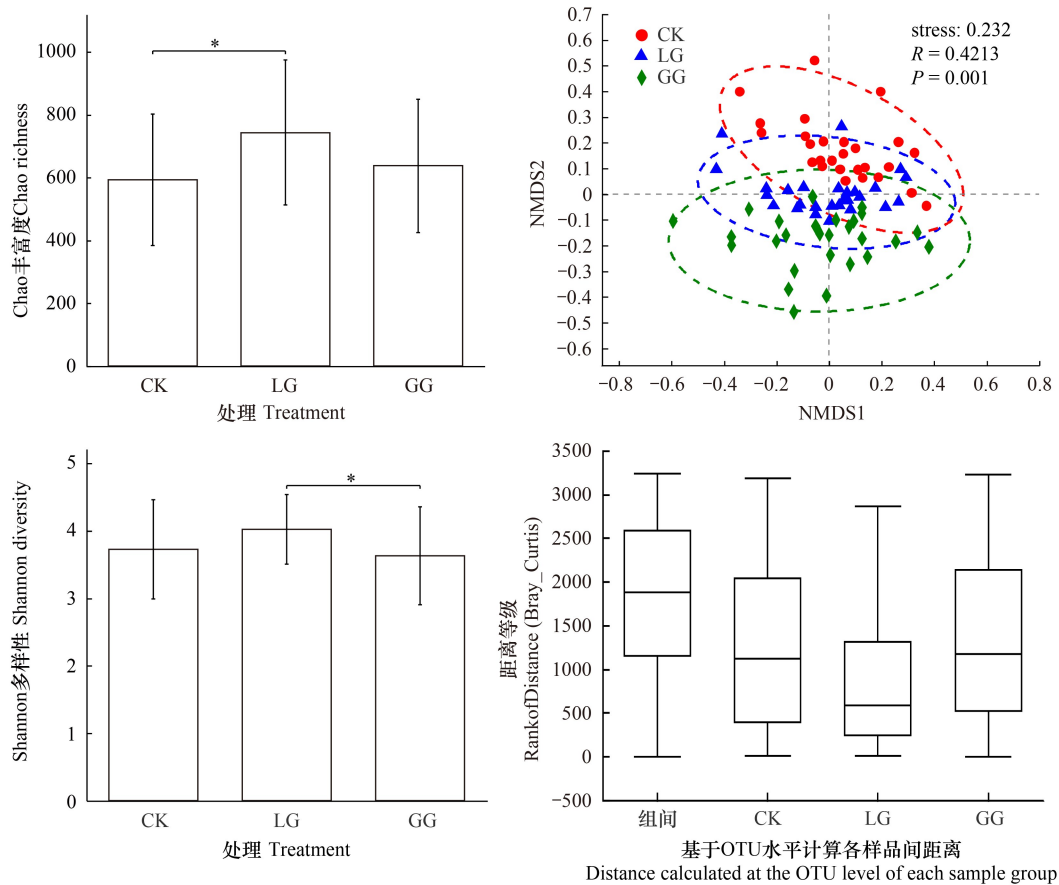 Chao丰富度Chao richness
1000
800
600
400
200
0
*
CK
LG
GG
处理 Treatment
NMDS2
0.7
0.6
0.5
0.4
0.3
0.2
0.1
0
−0.1
−0.2
−0.3
−0.4
−0.5
−0.6
CK
LG
GG
stress: 0.232
R = 0.4213
P = 0.001
−0.8
−0.6
−0.4
−0.2
0
0.2
0.4
0.6
0.8
NMDS1
Shannon多样性 Shannon diversity
5
4
3
2
1
0
*
CK
LG
GG
处理 Treatment
距离等级
RankofDistance (Bray_Curtis)
3500
3000
2500
2000
1500
1000
500
0
−500
组间
CK
LG
GG
基于OTU水平计算各样品间距离
Distance calculated at the OTU level of each sample group